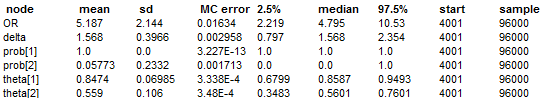 node mean sd MC error 2.5% median 97.5% start sample
OR 5.187 2.144 0.01634 2.219 4.795 10.53 4001 96000
delta 1.568 0.3966 0.002958 0.797 1.568 2.354 4001 96000
prob[1] 1.0 0.0 3.227E-13 1.0 1.0 1.0 4001 96000
prob[2] 0.05773 0.2332 0.001713 0.0 0.0 1.0 4001 96000
theta[1] 0.8474 0.06985 3.338E-4 0.6799 0.8587 0.9493 4001 96000
theta[2] 0.559 0.106 3.48E-4 0.3483 0.5601 0.7601 4001 96000